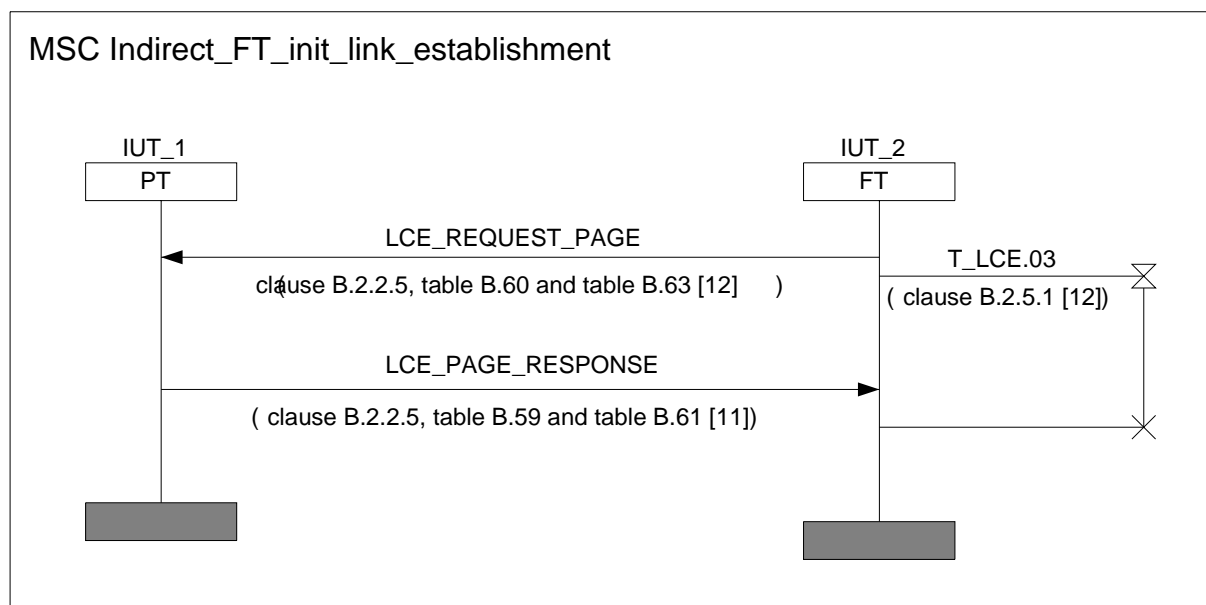 MSC Indirect_FT_init_link_establishment
IUT_1
IUT_2
PT
FT
LCE_REQUEST_PAGE
T_LCE.03
(clause B.2.2.5, table B.60 and table B.63 [12] )
( clause B.2.5.1 [12])
LCE_PAGE_RESPONSE
( clause B.2.2.5, table B.59 and table B.61 [11])